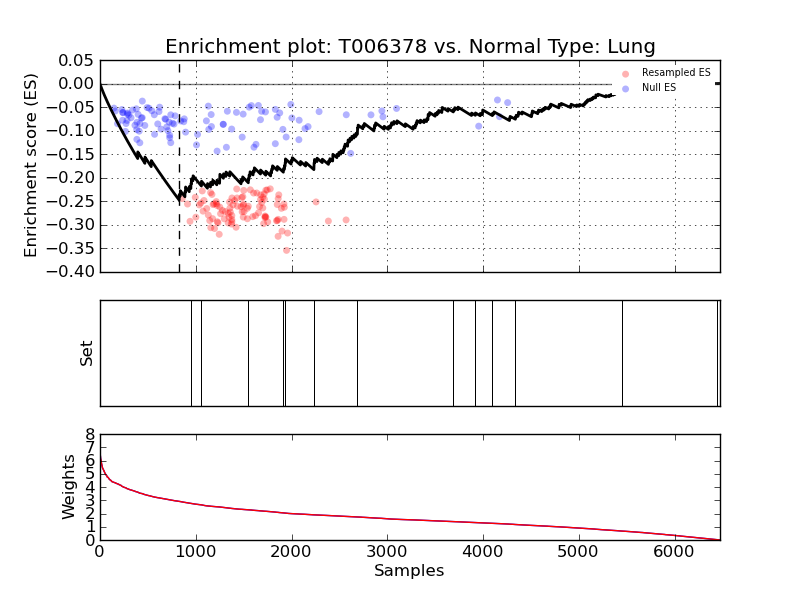 Enrichment plot: T006378 vs. Normal Type: Lung
Enrichment score (ES)
0.05
0.00
−0.05
−0.10
−0.15
−0.20
−0.25
−0.30
−0.35
−0.40
Resampled ES
Null ES
Set
Weights
8
7
6
5
4
3
2
1
0
0 1000 2000 3000 4000 5000 6000
Samples